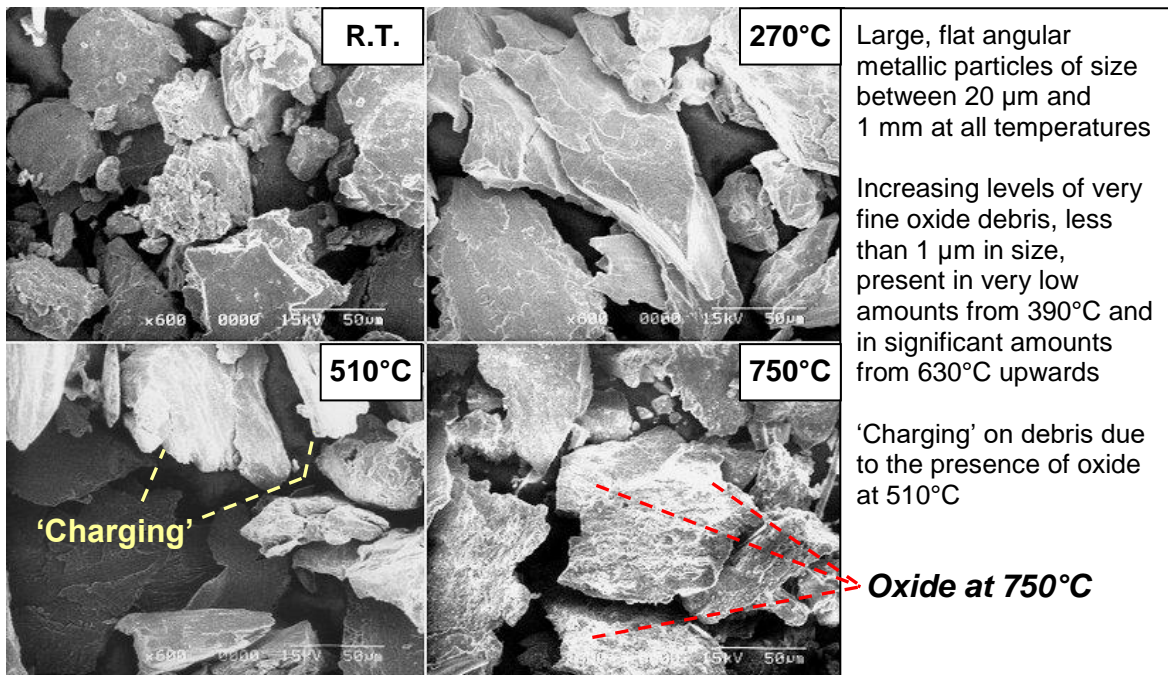 R.T.
x600 0000 15kV 50µm
270°C
x600 0000 15kV 50µm
510°C
'Charging'
x600 0000 15kV 50µm
750°C
15kV 50µm
Large, flat angular
metallic particles of size
between 20 µm and
1 mm at all temperatures
Increasing levels of very
fine oxide debris, less
than 1 µm in size,
present in very low
amounts from 390°C and
in significant amounts
from 630°C upwards
‘Charging’ on debris due
to the presence of oxide
at 510°C
Oxide at 750°C